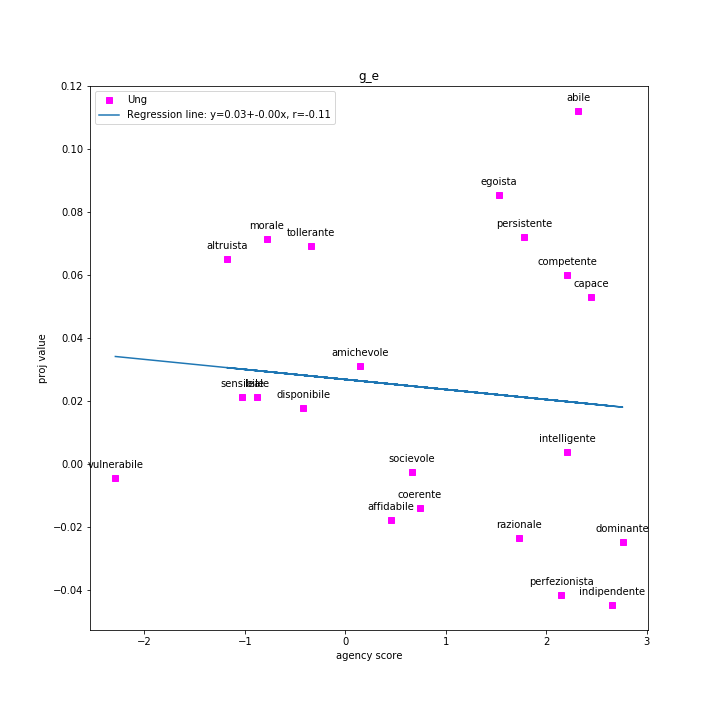 g_e
Ung
Regression line: y=0.03+-0.00x, r=-0.11
0.12
0.10
0.08
0.06
0.04
0.02
0.00
−0.02
−0.04
proj value
abile
egoista
persistente
morale
tollerante
altruista
competente
capace
amichevole
sensibile
leale
disponibile
intelligente
socievole
vulnerabile
coerente
affidabile
razionale
dominante
perfezionista
indipendente
−2
−1
0
1
2
3
agency score